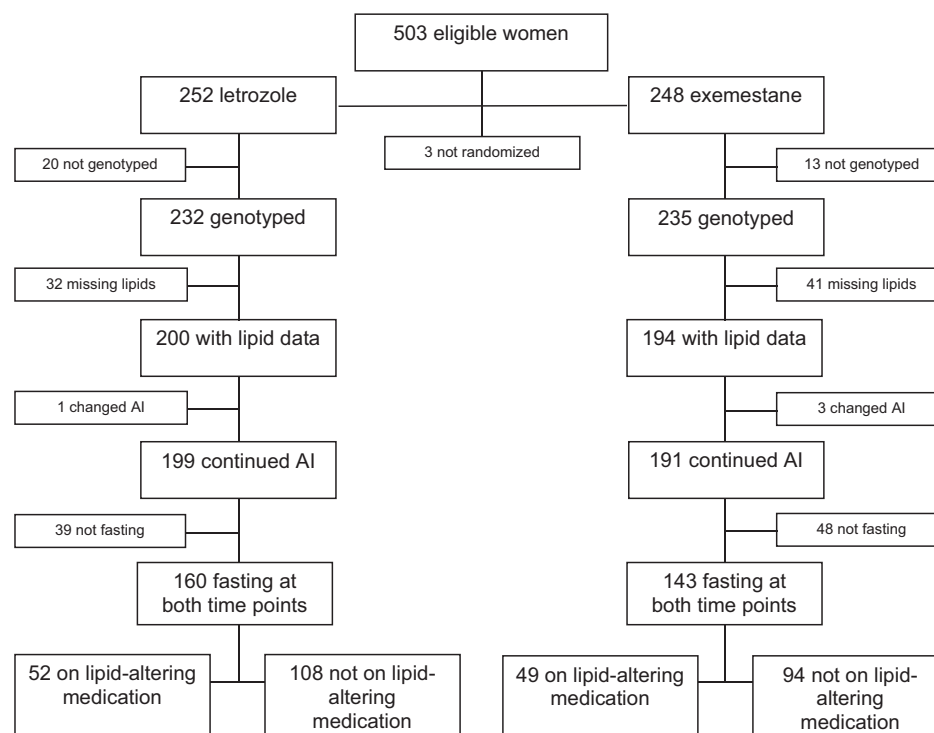 503 eligible women
252 letrozole
248 exemestane
3 not randomized
20 not genotyped
13 not genotyped
232 genotyped
235 genotyped
32 missing lipids
41 missing lipids
200 with lipid data
194 with lipid data
1 changed AI
3 changed AI
199 continued AI
191 continued AI
39 not fasting
48 not fasting
160 fasting at
both time points
143 fasting at
both time points
52 on lipid-altering
medication
108 not on lipid-
altering
medication
49 on lipid-altering
medication
94 not on lipid-
altering
medication